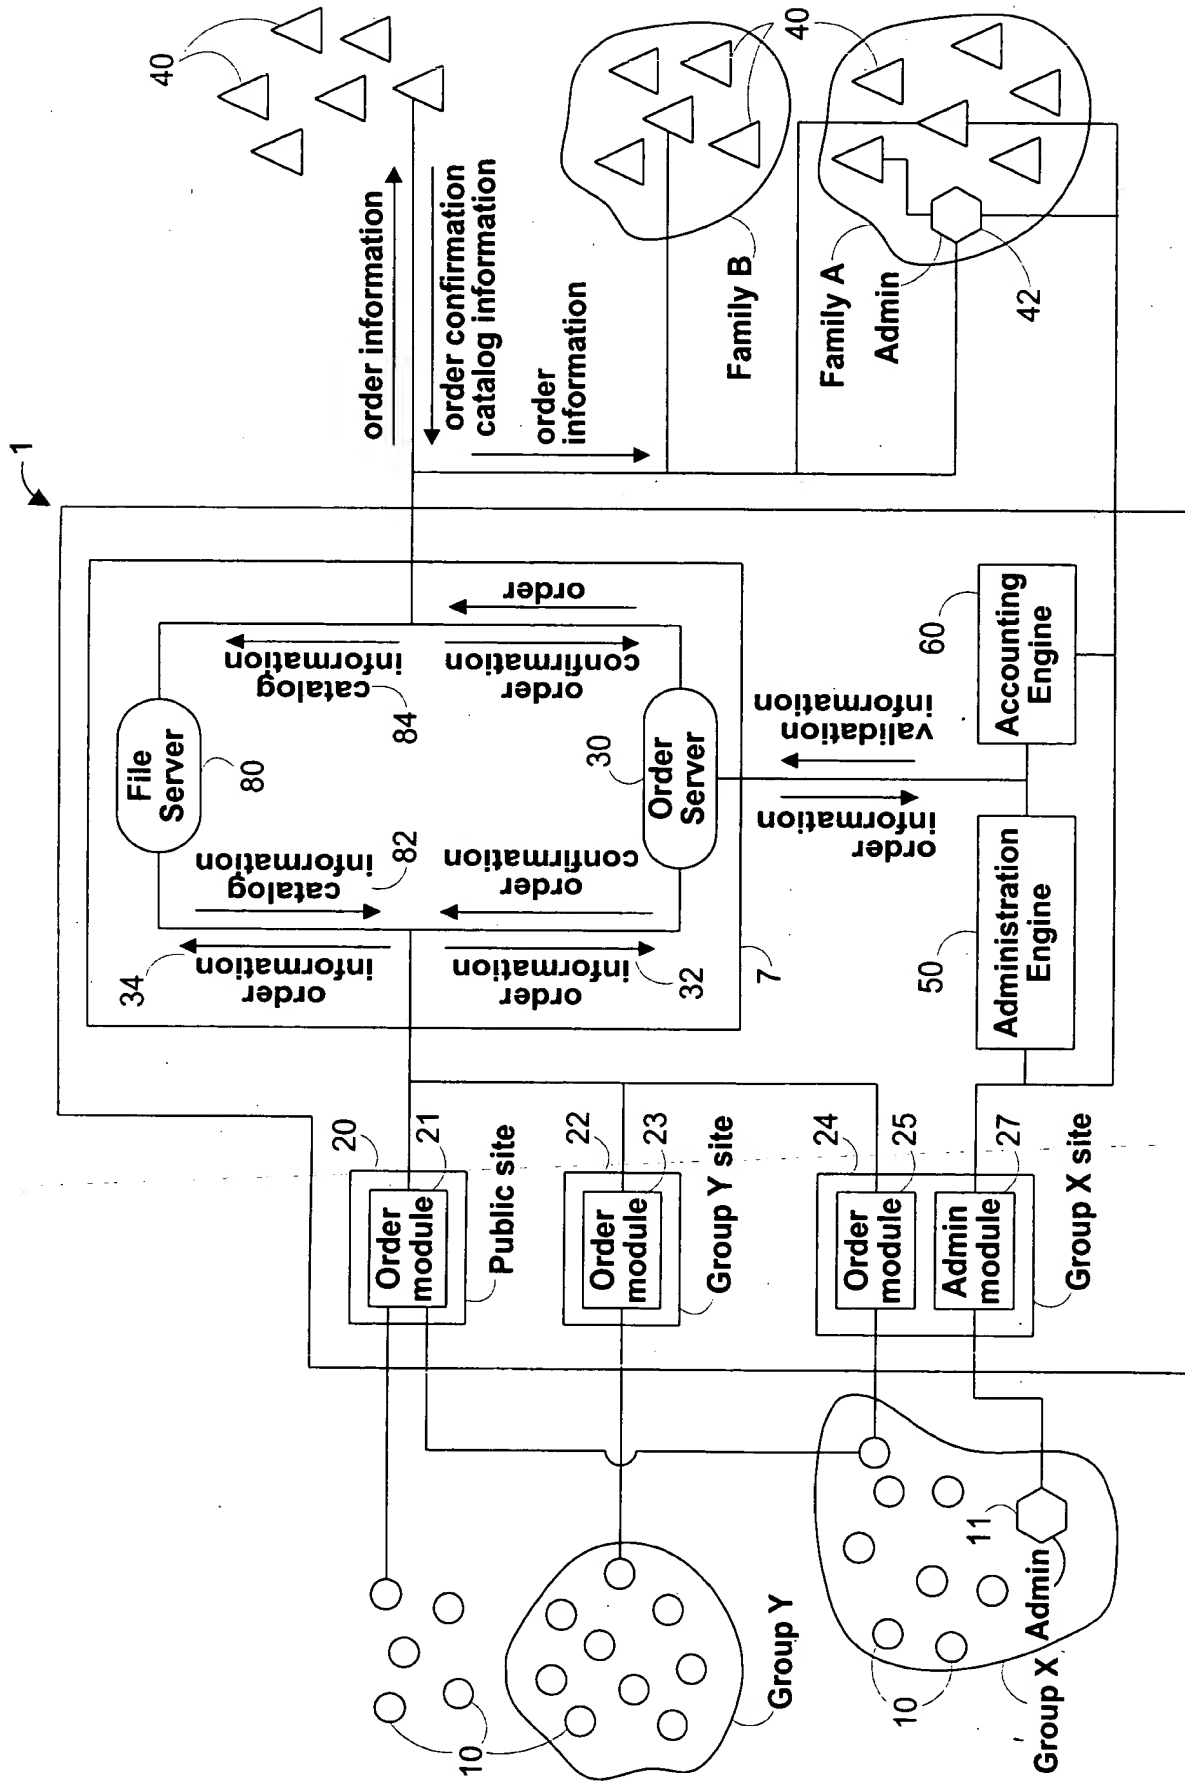 1
40
order information
order confirmation
catalog information
order
information
40
Family B
Family A
Admin
42
File
Server
80
order
information
34
catalog
information
82
catalog
information
84
order
order
information
32
order
confirmation
order
confirmation
Order
Server
30
7
order
information
validation
information
50
Administration
Engine
60
Accounting
Engine
20
21
Order
module
Public site
22
23
Order
module
Group Y site
24
25
Order
module
27
Admin
module
Group X site
10
Group Y
10
11
Admin
Group X